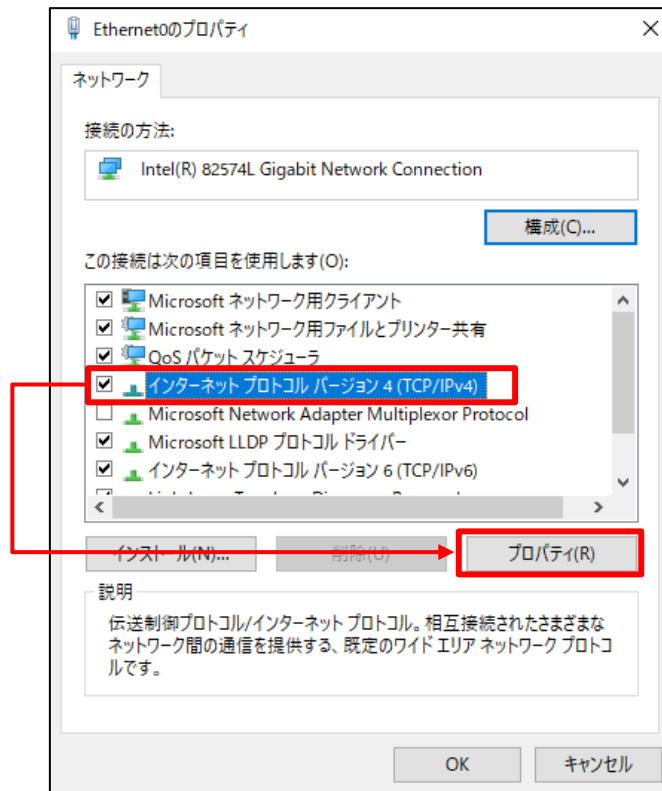 Ethernet0のプロパティ
ネットワーク
接続の方法:
Intel(R) 82574L Gigabit Network Connection
構成(C)...
この接続は次の項目を使用します(O):
Microsoft ネットワーク用クライアント
Microsoft ネットワーク用ファイルとプリンター共有
QoS パケット スケジューラ
インターネット プロトコル バージョン 4 (TCP/IPv4)
Microsoft Network Adapter Multiplexor Protocol
Microsoft LLDP プロトコル ドライバー
インターネット プロトコル バージョン 6 (TCP/IPv6)
インストール(N)... 削除(U) プロパティ(R)
説明
伝送制御プロトコル/インターネット プロトコル。相互接続されたさまざまな
ネットワーク間の通信を提供する、既定のワイド エリア ネットワーク プロトコ
ルです。
OK キャンセル